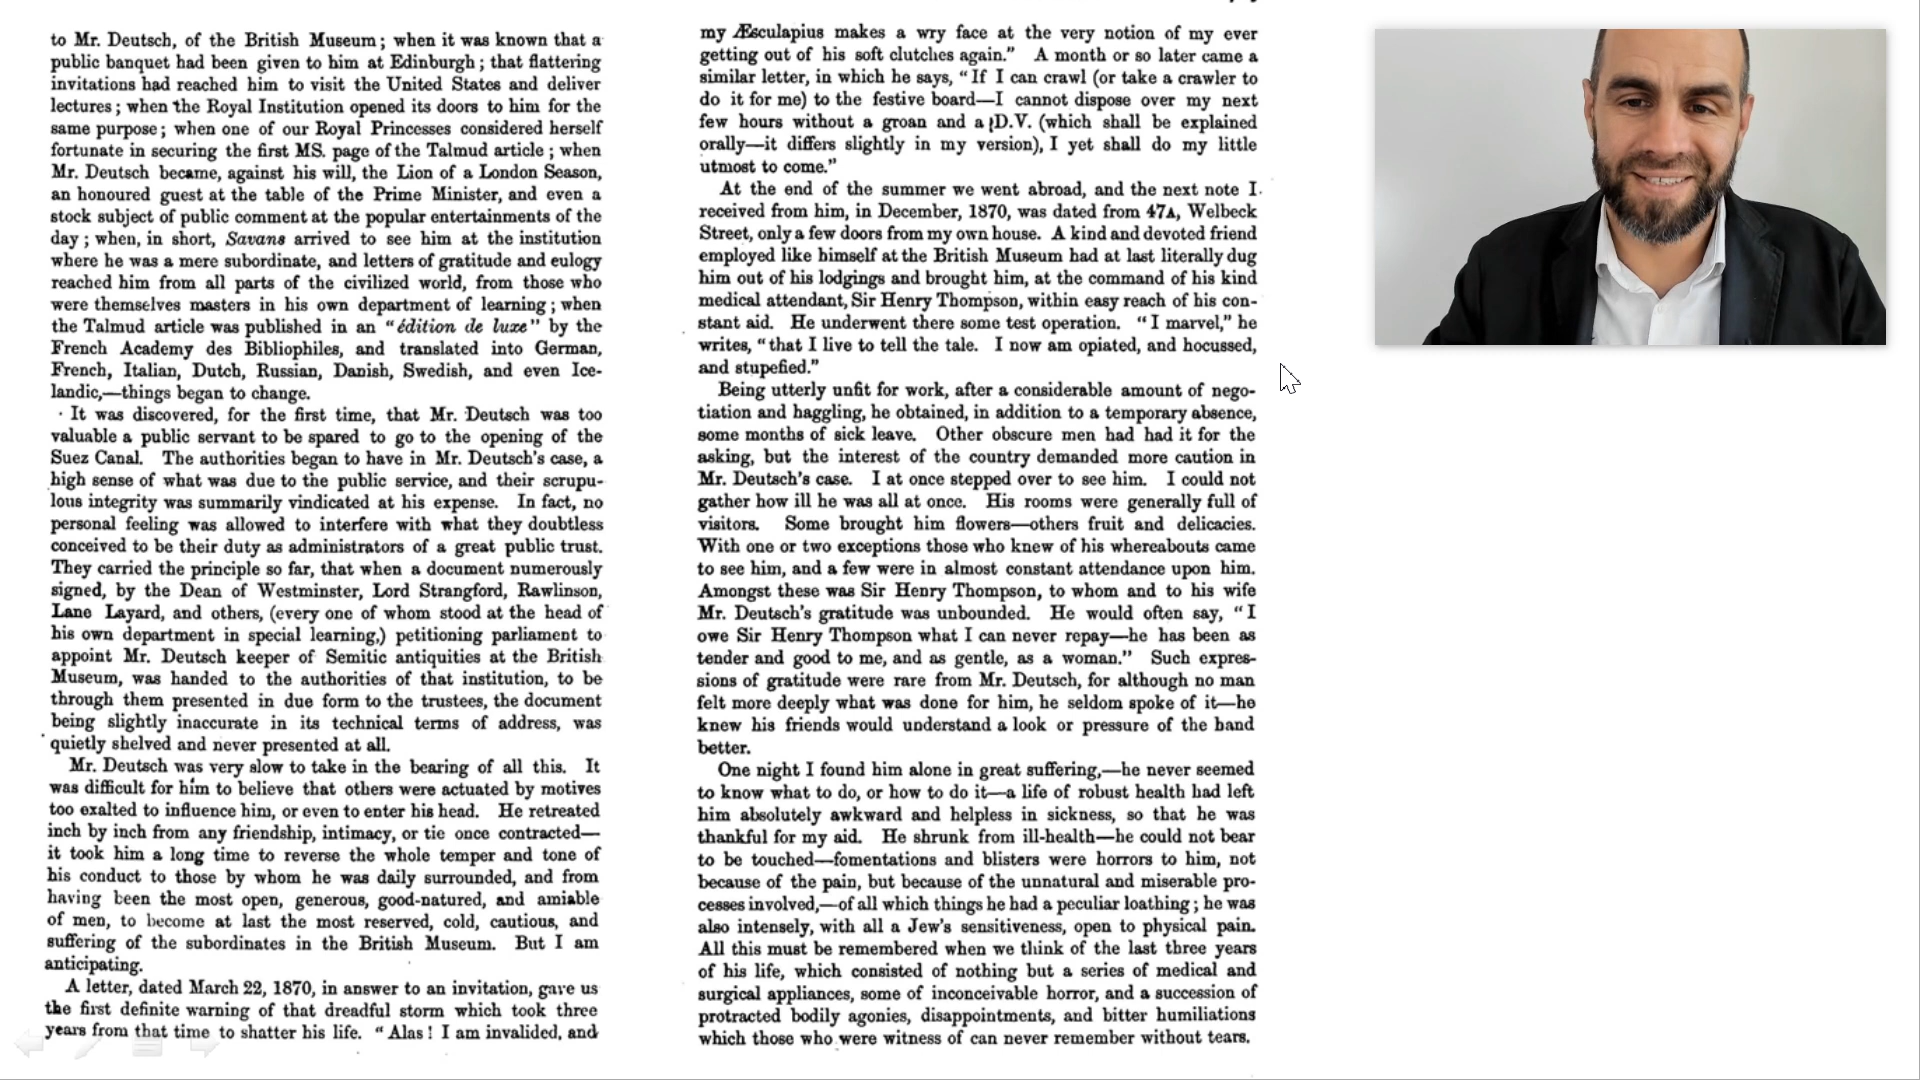 to Mr. Deutsch, of the British Museum; when it was known that a
public banquet had been given to him at Edinburgh; that flattering
invitations had reached him to visit the United States and deliver
lectures; when the Royal Institution opened its doors to him for the
same purpose; when one of our Royal Princesses considered herself
fortunate in securing the first MS. page of the Talmud article; when
Mr. Deutsch became, against his will, the Lion of a London Season,
an honoured guest at the table of the Prime Minister, and even a
stock subject of public comment at the popular entertainments of the
day; when, in short, Savans arrived to see him at the institution
where he was a mere subordinate, and letters of gratitude and eulogy
reached him from all parts of the civilized world, from those who
were themselves masters in his own department of learning; when
the Talmud article was published in an "édition de luxe" by the
French Academy des Bibliophiles, and translated into German,
French, Italian, Dutch, Russian, Danish, Swedish, and even Ice-
landic,—things began to change.
It was discovered, for the first time, that Mr. Deutsch was too
valuable a public servant to be spared to go to the opening of the
Suez Canal. The authorities began to have in Mr. Deutsch's case, a
high sense of what was due to the public service, and their scrupu-
lous integrity was summarily vindicated at his expense. In fact, no
personal feeling was allowed to interfere with what they doubtless
conceived to be their duty as administrators of a great public trust.
They carried the principle so far, that when a document numerously
signed, by the Dean of Westminster, Lord Strangford, Rawlinson,
Lane Layard, and others, (every one of whom stood at the head of
his own department in special learning,) petitioning parliament to
appoint Mr. Deutsch keeper of Semitic antiquities at the British
Museum, was handed to the authorities of that institution, to be
through them presented in due form to the trustees, the document
being slightly inaccurate in its technical terms of address, was
quietly shelved and never presented at all.
Mr. Deutsch was very slow to take in the bearing of all this. It
was difficult for him to believe that others were actuated by motives
too exalted to influence him, or even to enter his head. He retreated
inch by inch from any friendship, intimacy, or tie once contracted—
it took him a long time to reverse the whole temper and tone of
his conduct to those by whom he was daily surrounded, and from
having been the most open, generous, good-natured, and amiable
of men, to become at last the most reserved, cold, cautious, and
suffering of the subordinates in the British Museum. But I am
anticipating.
A letter, dated March 22, 1870, in answer to an invitation, gave us
the first definite warning of that dreadful storm which took three
years from that time to shatter his life. "Alas! I am invalided, and
my Æsculapius makes a wry face at the very notion of my ever
getting out of his soft clutches again." A month or so later came a
similar letter, in which he says, "If I can crawl (or take a crawler to
do it for me) to the festive board—I cannot dispose over my next
few hours without a groan and a D.V. (which shall be explained
orally—it differs slightly in my version), I yet shall do my little
utmost to come."
At the end of the summer we went abroad, and the next note I
received from him, in December, 1870, was dated from 47A, Welbeck
Street, only a few doors from my own house. A kind and devoted friend
employed like himself at the British Museum had at last literally dug
him out of his lodgings and brought him, at the command of his kind
medical attendant, Sir Henry Thompson, within easy reach of his con-
stant aid. He underwent there some test operation. "I marvel," he
writes, "that I live to tell the tale. I now am opiated, and hocussed,
and stupefied."
Being utterly unfit for work, after a considerable amount of nego-
tiation and haggling, he obtained, in addition to a temporary absence,
some months of sick leave. Other obscure men had had it for the
asking, but the interest of the country demanded more caution in
Mr. Deutsch's case. I at once stepped over to see him. I could not
gather how ill he was all at once. His rooms were generally full of
visitors. Some brought him flowers—others fruit and delicacies.
With one or two exceptions those who knew of his whereabouts came
to see him, and a few were in almost constant attendance upon him.
Amongst these was Sir Henry Thompson, to whom and to his wife
Mr. Deutsch's gratitude was unbounded. He would often say, "I
owe Sir Henry Thompson what I can never repay—he has been as
tender and good to me, and as gentle, as a woman." Such expres-
sions of gratitude were rare from Mr. Deutsch, for although no man
felt more deeply what was done for him, he seldom spoke of it—he
knew his friends would understand a look or pressure of the hand
better.
One night I found him alone in great suffering,—he never seemed
to know what to do, or how to do it—a life of robust health had left
him absolutely awkward and helpless in sickness, so that he was
thankful for my aid. He shrunk from ill-health—he could not bear
to be touched—fomentations and blisters were horrors to him, not
because of the pain, but because of the unnatural and miserable pro-
cesses involved,—of all which things he had a peculiar loathing; he was
also intensely, with all a Jew's sensitiveness, open to physical pain.
All this must be remembered when we think of the last three years
of his life, which consisted of nothing but a series of medical and
surgical appliances, some of inconceivable horror, and a succession of
protracted bodily agonies, disappointments, and bitter humiliations
which those who were witness of can never remember without tears.